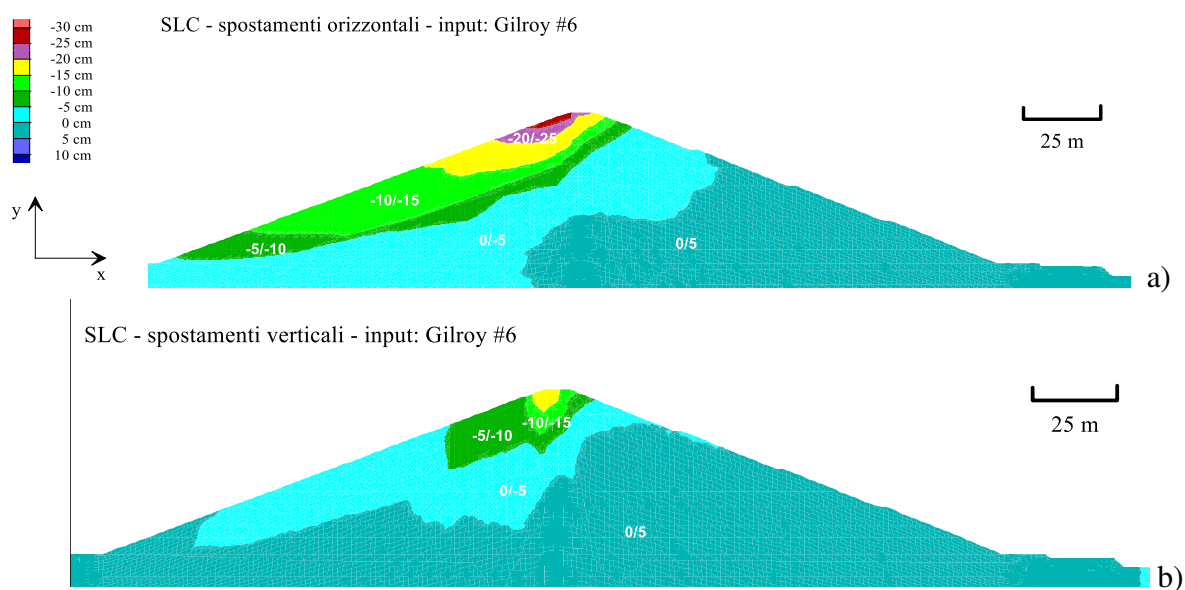 SLC - spostamenti orizzontali - input: Gilroy #6
-30 cm
-25 cm
-20 cm
-15 cm
-10 cm
-5 cm
0 cm
5 cm
10 cm
25 m
-20/-25
-10/-15
-5/-10
0/-5
0/5
y
x
a)
SLC - spostamenti verticali - input: Gilroy #6
25 m
-10/-15
-5/-10
0/-5
0/5
b)